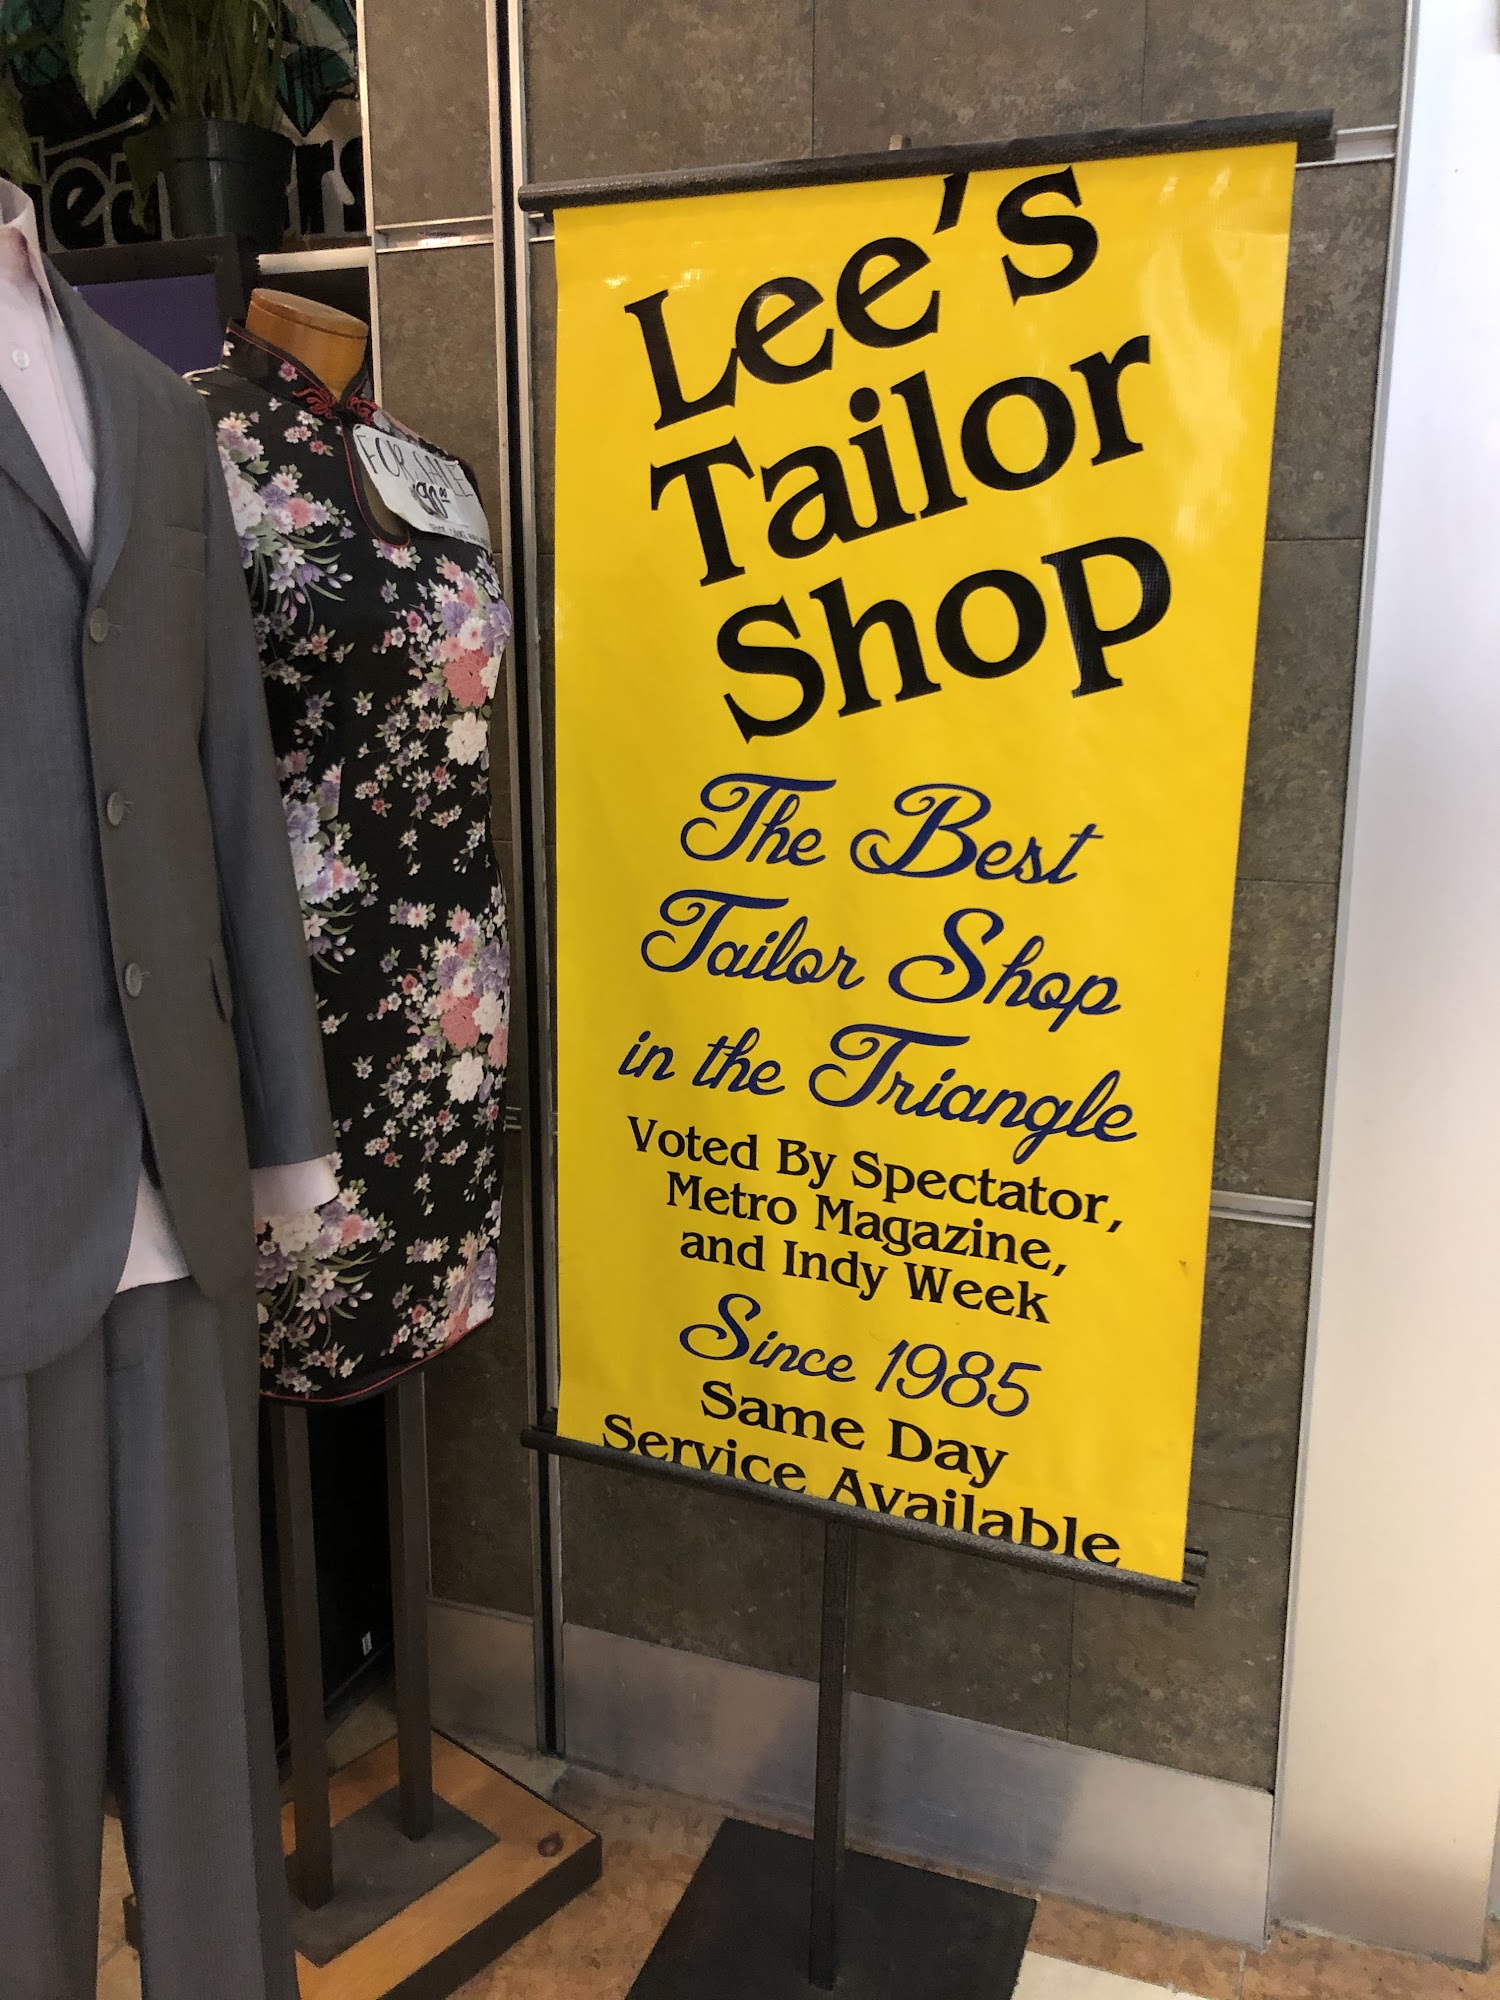 Lee's
Tailor
Shop
The Best
Tailor Shop
in the Triangle
Voted By Spectator,
Metro Magazine,
and Indy Week
Since 1985
Same Day
Service Available
FOR SALE